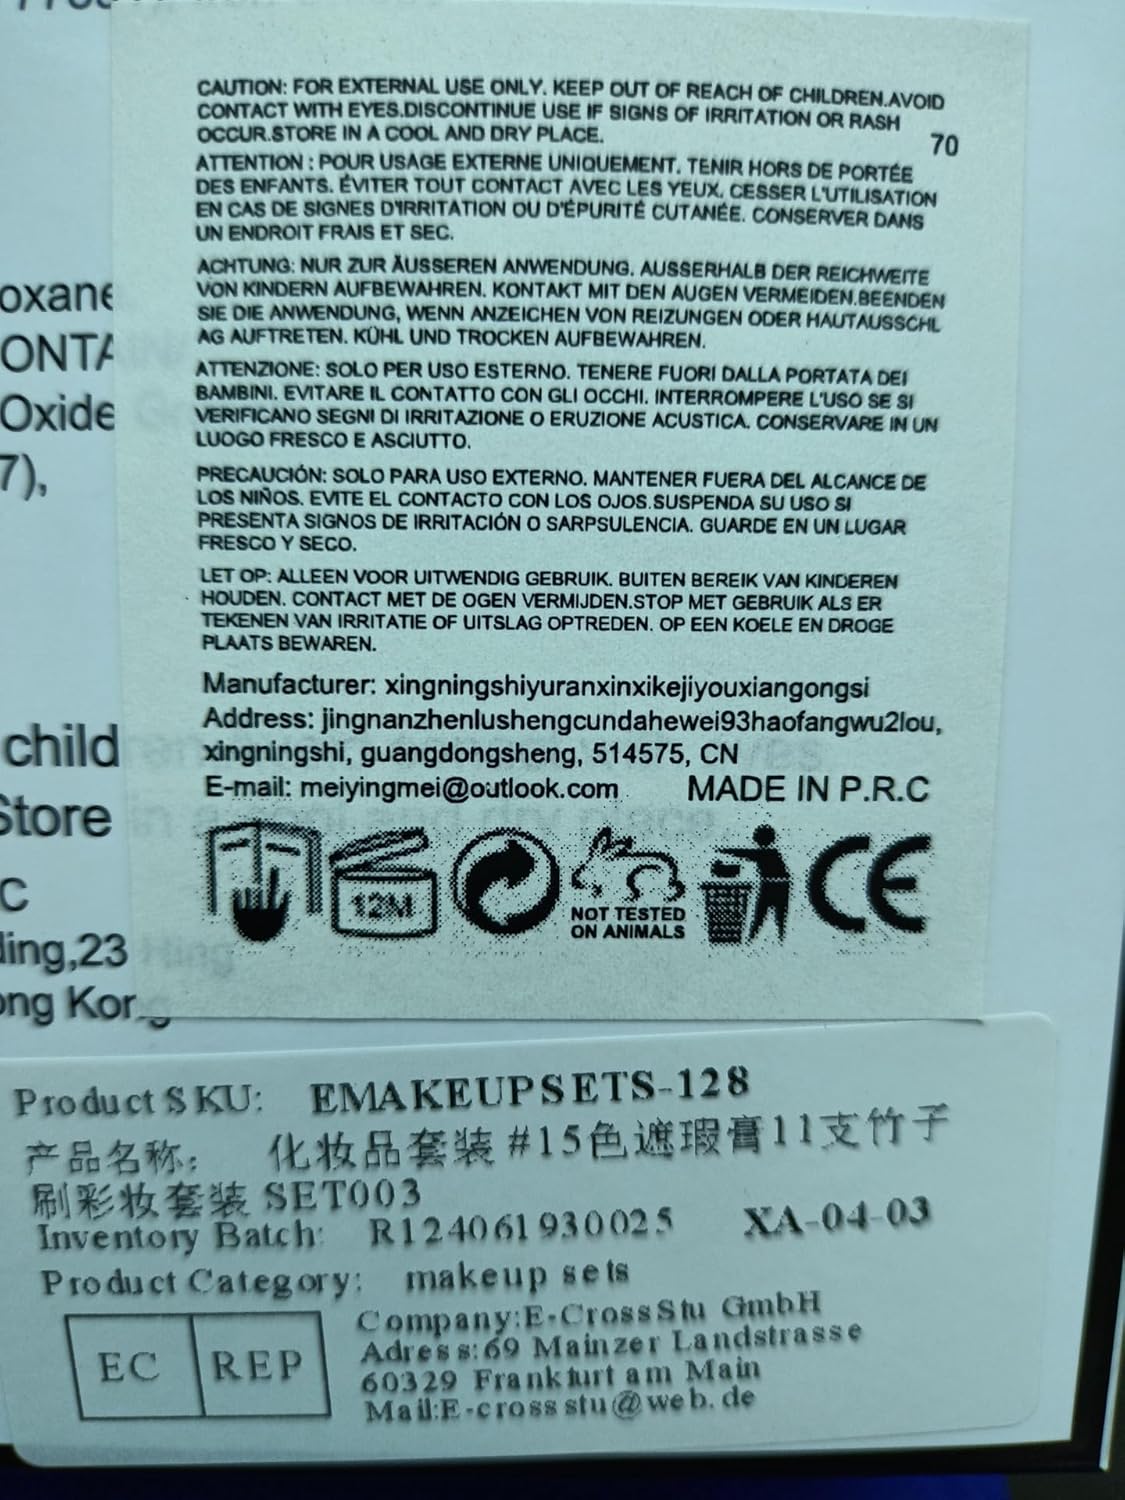 CAUTION: FOR EXTERNAL USE ONLY. KEEP OUT OF REACH OF CHILDREN.AVOID
CONTACT WITH EYES.DISCONTINUE USE IF SIGNS OF IRRITATION OR RASH
OCCUR.STORE IN A COOL AND DRY PLACE.
70
ATTENTION : POUR USAGE EXTERNE UNIQUEMENT. TENIR HORS DE PORTÉE
DES ENFANTS. ÉVITER TOUT CONTACT AVEC LES YEUX. CESSER L'UTILISATION
EN CAS DE SIGNES D'IRRITATION OU D'ÉPURITÉ CUTANÉE. CONSERVER DANS
UN ENDROIT FRAIS ET SEC.
ACHTUNG: NUR ZUR ÄUSSEREN ANWENDUNG. AUSSERHALB DER REICHWEITE
VON KINDERN AUFBEWAHREN. KONTAKT MIT DEN AUGEN VERMEIDEN.BEENDEN
SIE DIE ANWENDUNG, WENN ANZEICHEN VON REIZUNGEN ODER HAUTAUSSCHL
AG AUFTRETEN. KÜHL UND TROCKEN AUFBEWAHREN.
ATTENZIONE: SOLO PER USO ESTERNO. TENERE FUORI DALLA PORTATA DEI
BAMBINI. EVITARE IL CONTATTO CON GLI OCCHI. INTERROMPERE L'USO SE SI
VERIFICANO SEGNI DI IRRITAZIONE O ERUZIONE ACUSTICA. CONSERVARE IN UN
LUOGO FRESCO E ASCIUTTO.
PRECAUCIÓN: SOLO PARA USO EXTERNO. MANTENER FUERA DEL ALCANCE DE
LOS NIÑOS. EVITE EL CONTACTO CON LOS OJOS.SUSPENDA SU USO SI
PRESENTA SIGNOS DE IRRITACIÓN O SARPSULENCIA. GUARDE EN UN LUGAR
FRESCO Y SECO.
LET OP: ALLEEN VOOR UITWENDIG GEBRUIK. BUITEN BEREIK VAN KINDEREN
HOUDEN. CONTACT MET DE OGEN VERMIJDEN.STOP MET GEBRUIK ALS ER
TEKENEN VAN IRRITATIE OF UITSLAG OPTREDEN. OP EEN KOELE EN DROGE
PLAATS BEWAREN.
Manufacturer: xingningshiyuranxinxikejiyouxiangongsi
Address: jingnanzhenlushengcundahewei93haofangwu2lou,
xingningshi, guangdongsheng, 514575, CN
E-mail: meiyingmei@outlook.com MADE IN P.R.C
12M
NOT TESTED
ON ANIMALS
CE
oxane
ONTA
Oxide
7),
child
Store
C
ding,23
ong Kong
Product SKU: EMAKEUPSETS-128
产品名称: 化妆品套装 #15色遮瑕膏11支竹子
刷彩妆套装 SET003
Inventory Batch: R124061930025 XA-04-03
Product Category: makeup sets
EC REP
Company:E-CrossStu GmbH
Adress:69 Mainzer Landstrasse
60329 Frankfurt am Main
Mail:E-crossstu@web.de